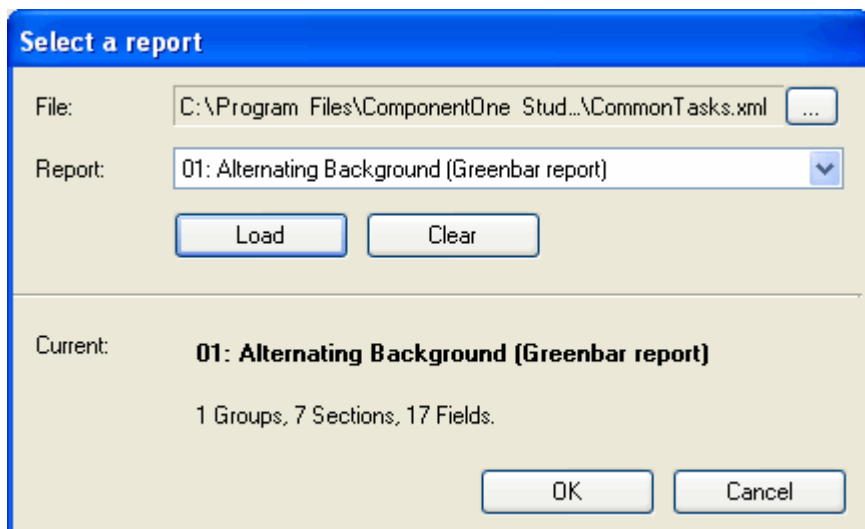 Select a report
File: C:\Program Files\ComponentOne Stud...\CommonTasks.xml ...
Report: 01: Alternating Background (Greenbar report)
Load Clear
Current: 01: Alternating Background (Greenbar report)
1 Groups, 7 Sections, 17 Fields.
OK Cancel